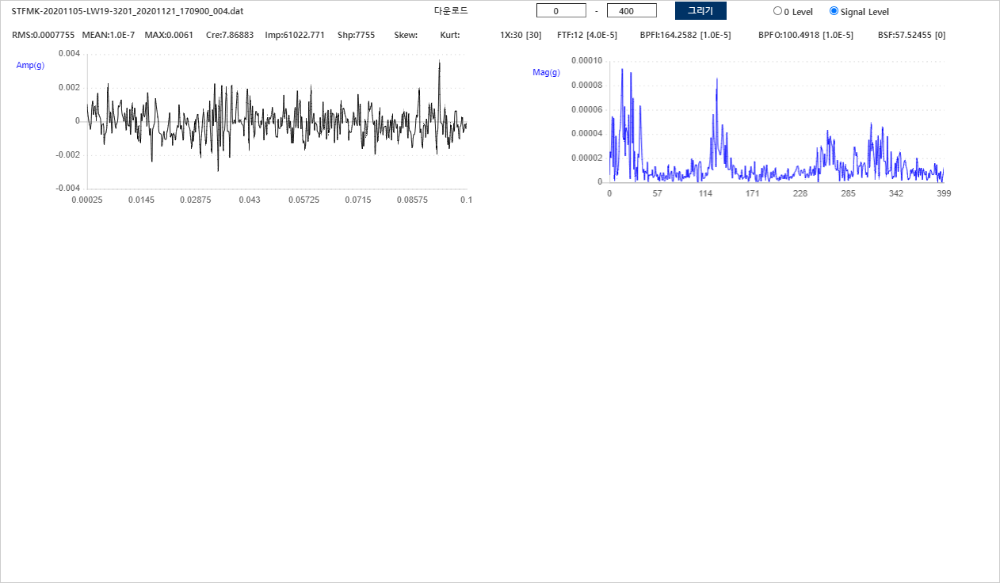 STFMK-20201105-LW19-3201_20201121_170900_004.dat 다운로드 0 - 400 그리기 0 Level Signal Level
RMS:0.0007755 MEAN:1.0E-7 MAX:0.0061 Cre:7.86883 Imp:61022.771 Shp:7755 Skew: Kurt: 1X:30 [30] FTF:12 [4.0E-5] BPFI:164.2582 [1.0E-5] BPFO:100.4918 [1.0E-5] BSF:57.52455 [0]
Amp(g)
0.004
0.002
0
-0.002
-0.004
0.00025 0.0145 0.02875 0.043 0.05725 0.0715 0.08575 0.1
Mag(g)
0.00010
0.00008
0.00006
0.00004
0.00002
0
0 57 114 171 228 285 342 399